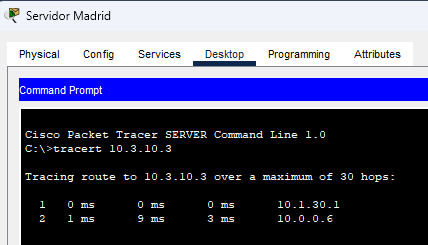 Servidor Madrid
Physical Config Services Desktop Programming Attributes
Command Prompt
Cisco Packet Tracer SERVER Command Line 1.0
C:\>tracert 10.3.10.3
Tracing route to 10.3.10.3 over a maximum of 30 hops:
1 0 ms 0 ms 0 ms 10.1.30.1
2 1 ms 9 ms 3 ms 10.0.0.6